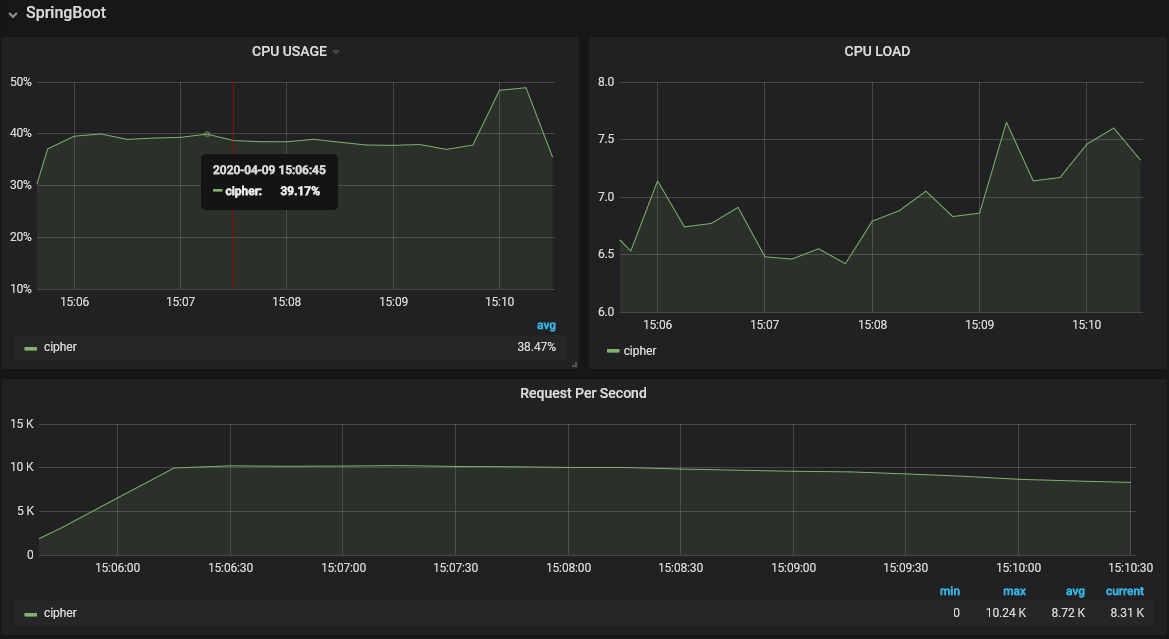 SpringBoot
CPU USAGE
50%
40%
30%
20%
10%
15:06 15:07 15:08 15:09 15:10
2020-04-09 15:06:45
cipher: 39.17%
avg
cipher 38.47%
CPU LOAD
8.0
7.5
7.0
6.5
6.0
15:06 15:07 15:08 15:09 15:10
cipher
Request Per Second
15 K
10 K
5 K
0
15:06:00 15:06:30 15:07:00 15:07:30 15:08:00 15:08:30 15:09:00 15:09:30 15:10:00 15:10:30
min max avg current
cipher 0 10.24 K 8.72 K 8.31 K